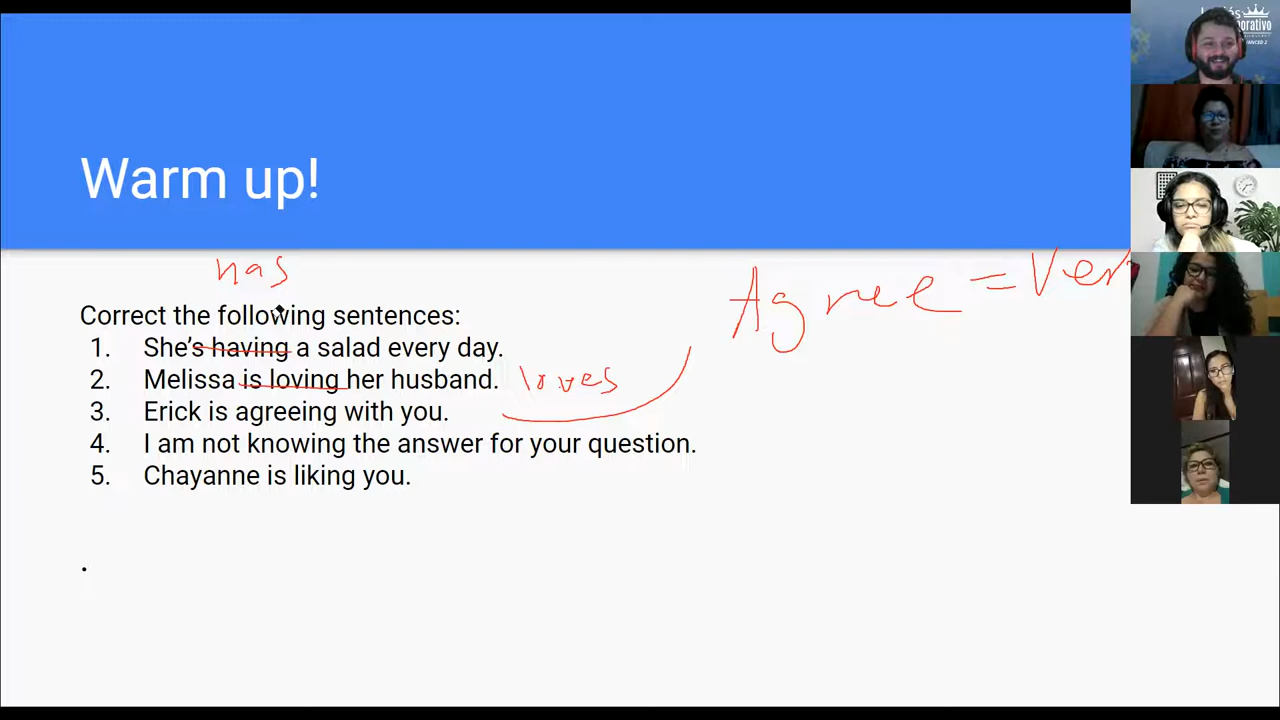 Warm up!
has
Agree = Ver
Correct the following sentences:
1. She's having a salad every day.
2. Melissa is loving her husband. loves
3. Erick is agreeing with you.
4. I am not knowing the answer for your question.
5. Chayanne is liking you.
.